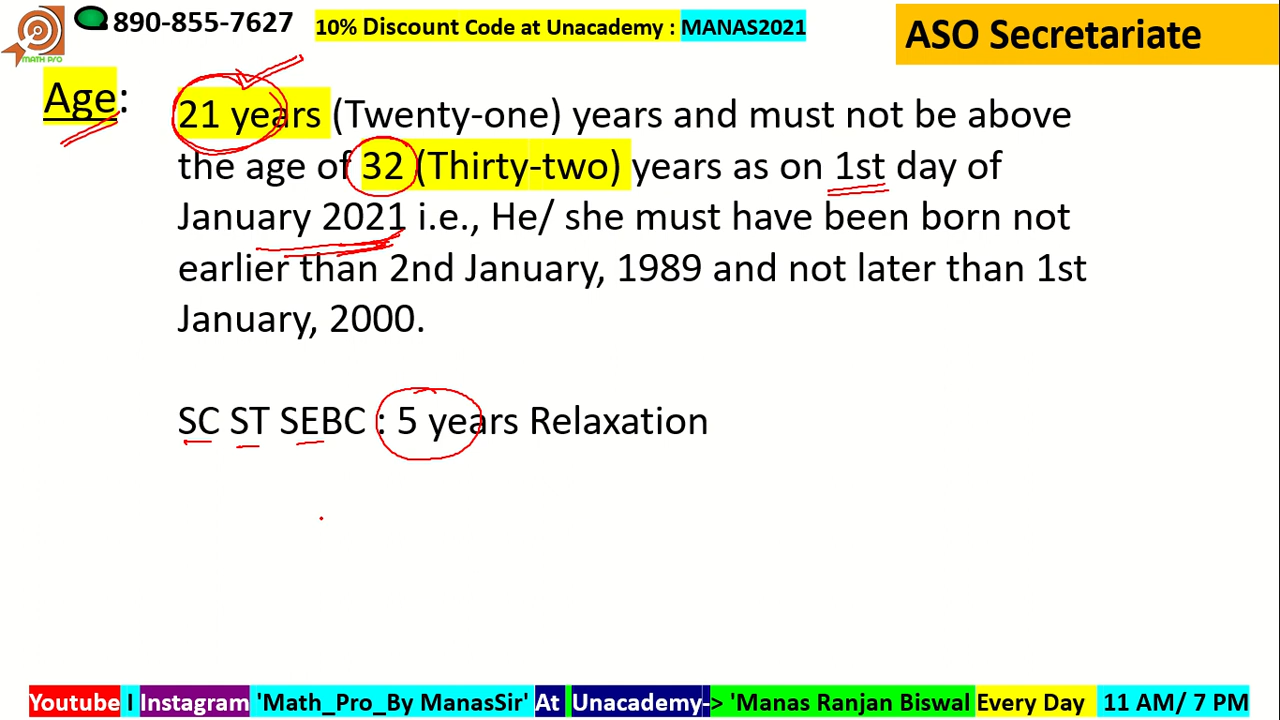 MATH PRO
890-855-7627
10% Discount Code at Unacademy : MANAS2021
ASO Secretariate
Age:
21 years (Twenty-one) years and must not be above
the age of 32 (Thirty-two) years as on 1st day of
January 2021 i.e., He/ she must have been born not
earlier than 2nd January, 1989 and not later than 1st
January, 2000.
SC ST SEBC : 5 years Relaxation
Youtube I Instagram 'Math_Pro_By ManasSir' At Unacademy-> 'Manas Ranjan Biswal Every Day 11 AM/ 7 PM